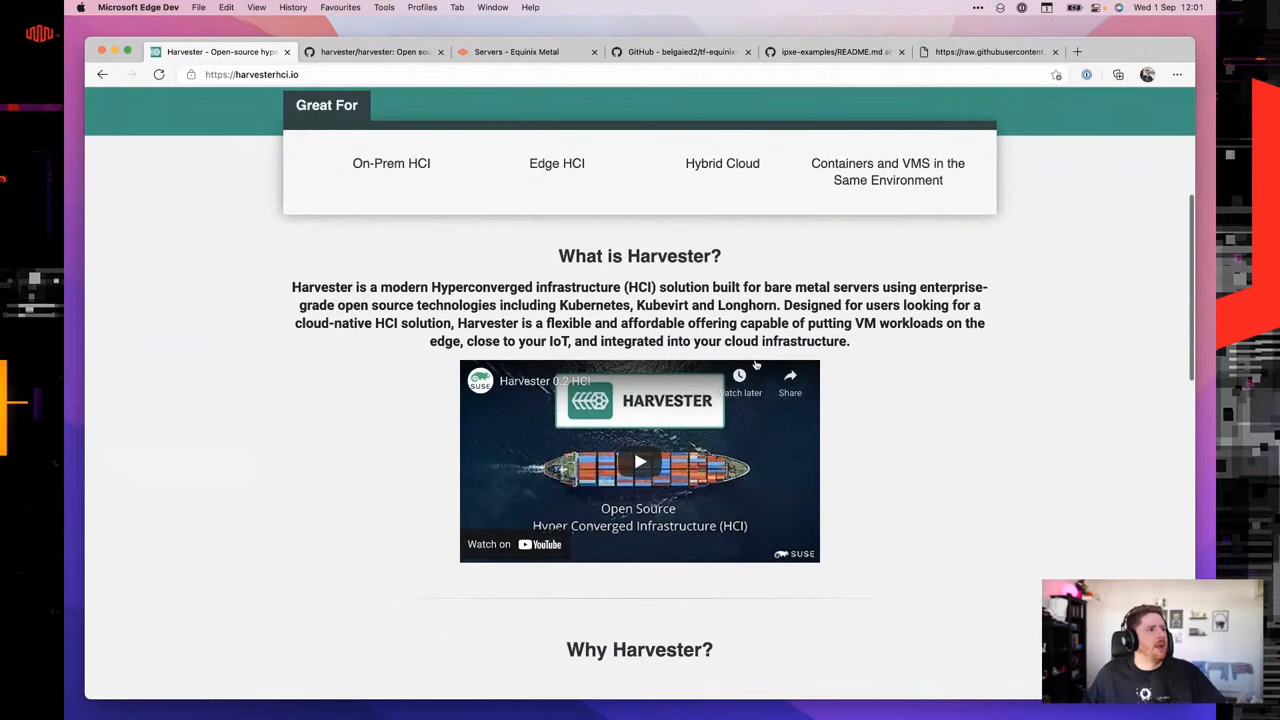 Microsoft Edge Dev File Edit View History Favourites Tools Profiles Tab Window Help
Wed 1 Sep 12:01
Harvester - Open-source hype
harvester/harvester: Open sou
Servers - Equinix Metal
GitHub - belgaied2/tf-equinix-
ipxe-examples/README.md at
https://raw.githubusercontent.
https://harvesterhci.io
Great For
On-Prem HCI
Edge HCI
Hybrid Cloud
Containers and VMS in the
Same Environment
What is Harvester?
Harvester is a modern Hyperconverged infrastructure (HCI) solution built for bare metal servers using enterprise-
grade open source technologies including Kubernetes, Kubevirt and Longhorn. Designed for users looking for a
cloud-native HCI solution, Harvester is a flexible and affordable offering capable of putting VM workloads on the
edge, close to your IoT, and integrated into your cloud infrastructure.
SUSE
Harvester 0.2 HCI
Watch later
Share
HARVESTER
Open Source
Hyper Converged Infrastructure (HCI)
Watch on YouTube
SUSE
Why Harvester?